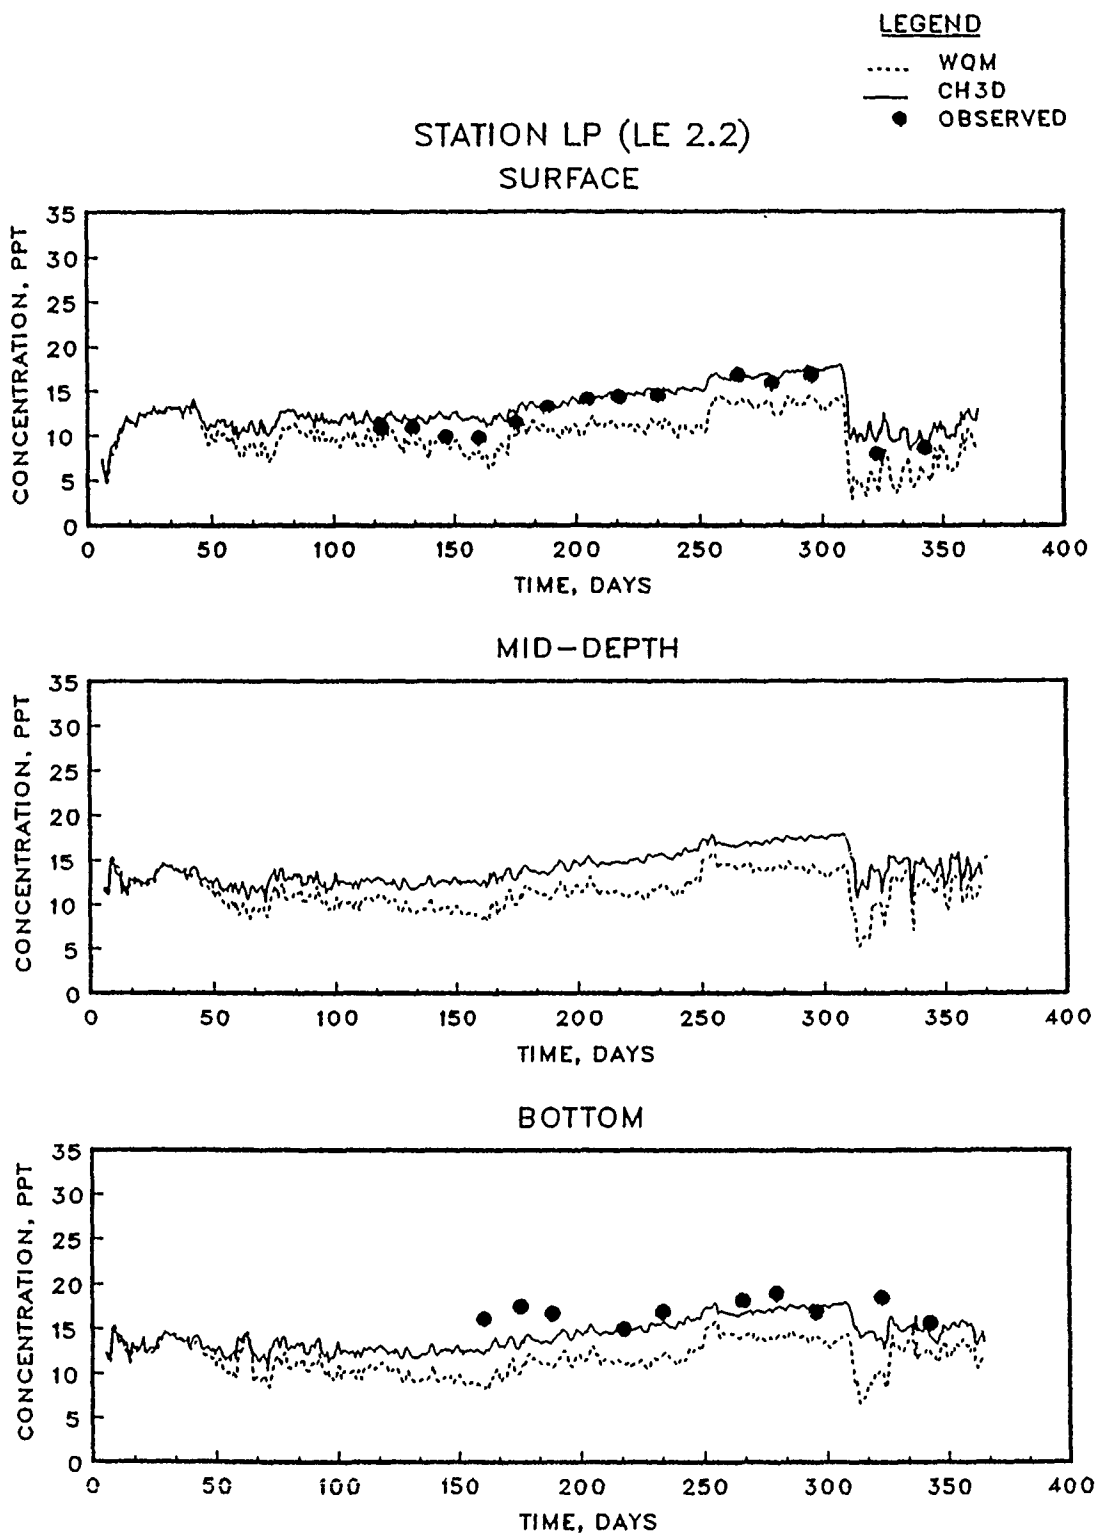 LEGEND
WQM
CH3D
OBSERVED
STATION LP (LE 2.2)
SURFACE
CONCENTRATION, PPT
35
30
25
20
15
10
5
0
0 50 100 150 200 250 300 350 400
TIME, DAYS
MID-DEPTH
CONCENTRATION, PPT
35
30
25
20
15
10
5
0
0 50 100 150 200 250 300 350 400
TIME, DAYS
BOTTOM
CONCENTRATION, PPT
35
30
25
20
15
10
5
0
0 50 100 150 200 250 300 350 400
TIME, DAYS